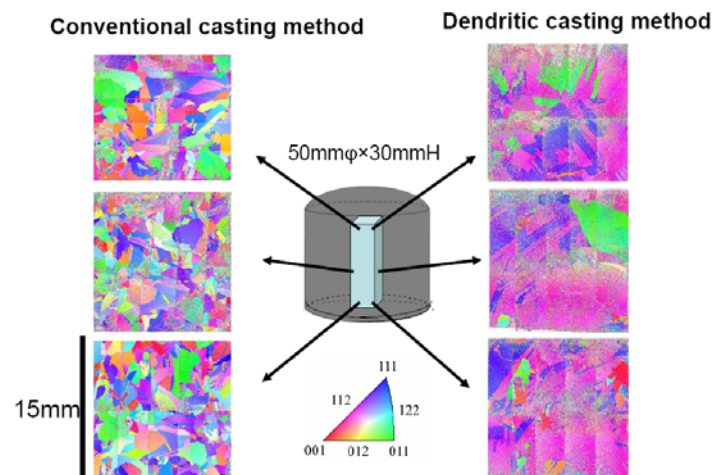 Conventional casting method
Dendritic casting method
50mmφ×30mmH
15mm
111
112
122
001
012
011